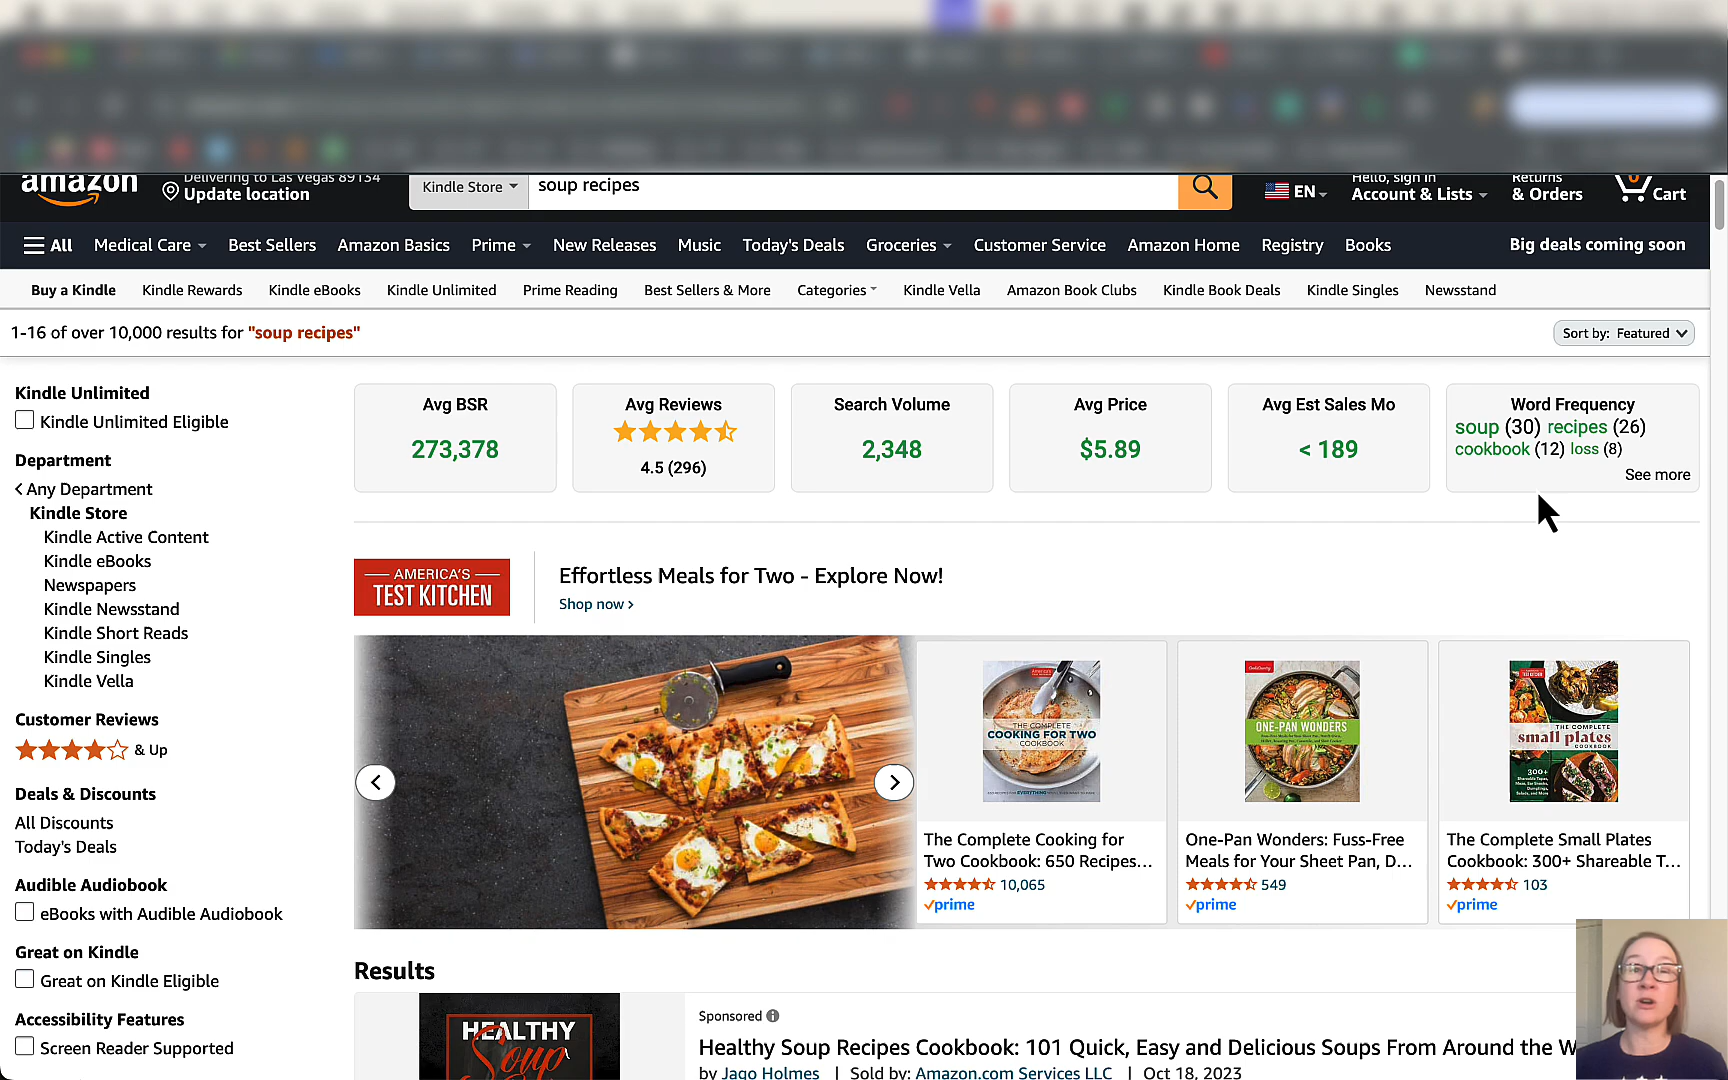 amazon
Delivering to Las Vegas 89134
Update location
Kindle Store
soup recipes
EN
Hello, sign in
Account & Lists
Returns
& Orders
0
Cart
All
Medical Care
Best Sellers
Amazon Basics
Prime
New Releases
Music
Today's Deals
Groceries
Customer Service
Amazon Home
Registry
Books
Big deals coming soon
Buy a Kindle
Kindle Rewards
Kindle eBooks
Kindle Unlimited
Prime Reading
Best Sellers & More
Categories
Kindle Vella
Amazon Book Clubs
Kindle Book Deals
Kindle Singles
Newsstand
1-16 of over 10,000 results for "soup recipes"
Sort by: Featured
Kindle Unlimited
Kindle Unlimited Eligible
Department
Any Department
Kindle Store
Kindle Active Content
Kindle eBooks
Newspapers
Kindle Newsstand
Kindle Short Reads
Kindle Singles
Kindle Vella
Customer Reviews
& Up
Deals & Discounts
All Discounts
Today's Deals
Audible Audiobook
eBooks with Audible Audiobook
Great on Kindle
Great on Kindle Eligible
Accessibility Features
Screen Reader Supported
Avg BSR
273,378
Avg Reviews
4.5 (296)
Search Volume
2,348
Avg Price
$5.89
Avg Est Sales Mo
< 189
Word Frequency
soup (30) recipes (26)
cookbook (12) loss (8)
See more
AMERICA'S
TEST KITCHEN
Effortless Meals for Two - Explore Now!
Shop now
THE COMPLETE
COOKING FOR TWO
COOKBOOK
The Complete Cooking for
Two Cookbook: 650 Recipes...
10,065
prime
ONE-PAN WONDERS
One-Pan Wonders: Fuss-Free
Meals for Your Sheet Pan, D...
549
prime
THE COMPLETE
small plates
COOKBOOK
300+
The Complete Small Plates
Cookbook: 300+ Shareable T...
103
prime
Results
HEALTHY
Soup
Sponsored
Healthy Soup Recipes Cookbook: 101 Quick, Easy and Delicious Soups From Around the W
by Jago Holmes | Sold by: Amazon.com Services LLC | Oct 18, 2023